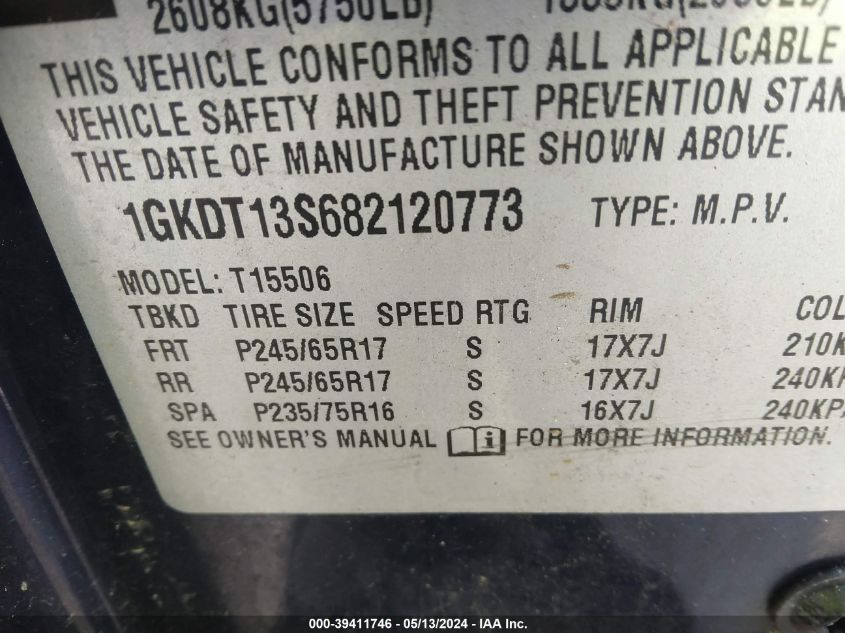 2608KG(5750LB)
THIS VEHICLE CONFORMS TO ALL APPLICABLE
VEHICLE SAFETY AND THEFT PREVENTION STAN
THE DATE OF MANUFACTURE SHOWN ABOVE.
1GKDT13S682120773 TYPE: M.P.V.
MODEL: T15506
TBKD TIRE SIZE SPEED RTG RIM COL
FRT P245/65R17 S 17X7J 210K
RR P245/65R17 S 17X7J 240KP
SPA P235/75R16 S 16X7J 240KPA
SEE OWNER'S MANUAL i FOR MORE INFORMATION.
000-39411746 - 05/13/2024 - IAA Inc.